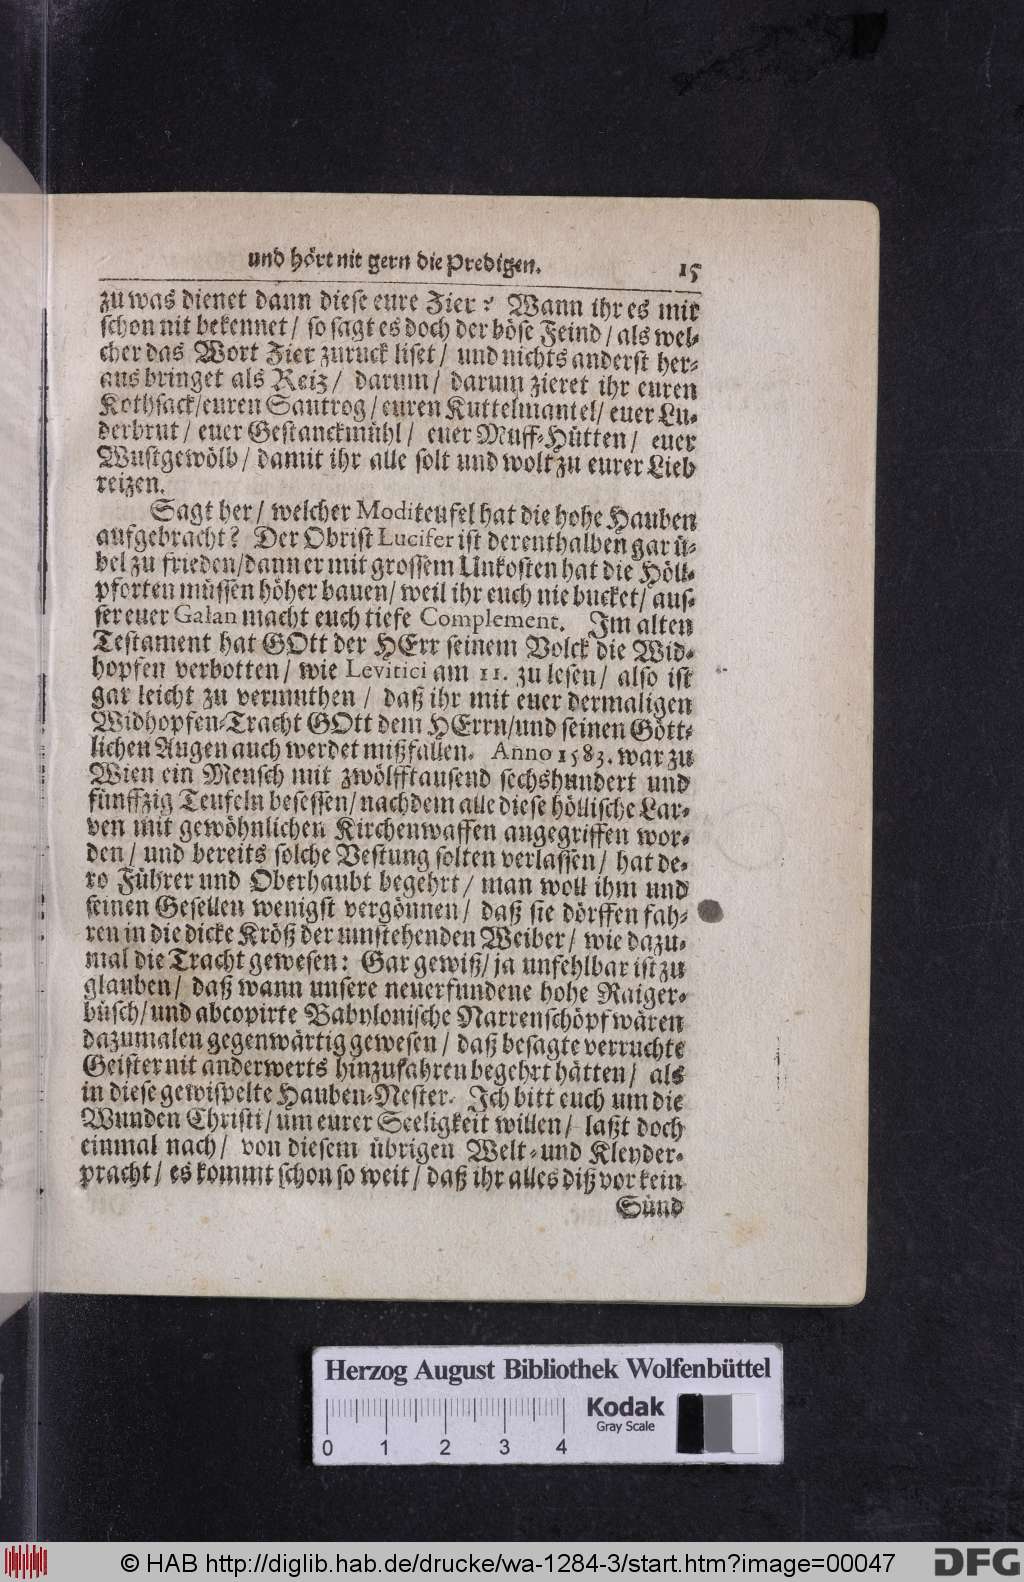 und hört nit gern die Predigen. 15
zu was dienet dann diese eure Zier? Wann ihr es mir
schon nit bekennet / so sagt es doch der böse Feind / als wel-
cher das Wort Zier zuruck liset / und nichts anderst her-
aus bringet als Reiz / darum / darum zieret ihr euren
Kothsack / euren Sautrog / euren Kuttelmantel / euer Lu-
derbrut / euer Gestanckmühl / euer Muff-Hütten / euer
Wustgewölb / damit ihr alle solt und wolt zu eurer Lieb
reizen.
Sagt her / welcher Moditeufel hat die hohe Hauben
aufgebracht? Der Obrist Lucifer ist derenthalben gar ü-
bel zu frieden / dann er mit grossem Unkosten hat die Höll-
pforten müssen höher bauen / weil ihr euch nie bucket / aus-
ser euer Galan macht euch tiefe Complement. Im alten
Testament hat GOtt der HErr seinem Volck die Wid-
hopfen verbotten / wie Levitici am 11. zu lesen / also ist
gar leicht zu vermuthen / daß ihr mit euer dermaligen
Widhopfen-Tracht GOtt dem HErrn / und seinen Gött-
lichen Augen auch werdet mißfallen. Anno 1583. war zu
Wien ein Mensch mit zwölfftausend sechshundert und
fünffzig Teufeln besessen / nachdem alle diese höllische Lar-
ven mit gewöhnlichen Kirchenwaffen angegriffen wor-
den / und bereits solche Vestung solten verlassen / hat de-
ro Führer und Oberhaubt begehrt / man woll ihm und
seinen Gesellen wenigst vergönnen / daß sie dörffen fah-
ren in die dicke Kröß der umstehenden Weiber / wie dazu-
mal die Tracht gewesen: Gar gewiß / ja unfehlbar ist zu
glauben / daß wann unsere neuerfundene hohe Raiger-
büsch / und abcopirte Babylonische Narrenschöpf wären
dazumalen gegenwärtig gewesen / daß besagte verruchte
Geister nit anderwerts hinzufahren begehrt hätten / als
in diese gewispelte Hauben-Nester. Ich bitt euch um die
Wunden Christi / um eurer Seeligkeit willen / laßt doch
einmal nach / von diesem übrigen Welt- und Kleyder-
pracht / es kommt schon so weit / daß ihr alles diß vor kein
Sünd
Herzog August Bibliothek Wolfenbüttel
Kodak
Gray Scale
0 1 2 3 4
© HAB http://diglib.hab.de/drucke/wa-1284-3/start.htm?image=00047
DFG